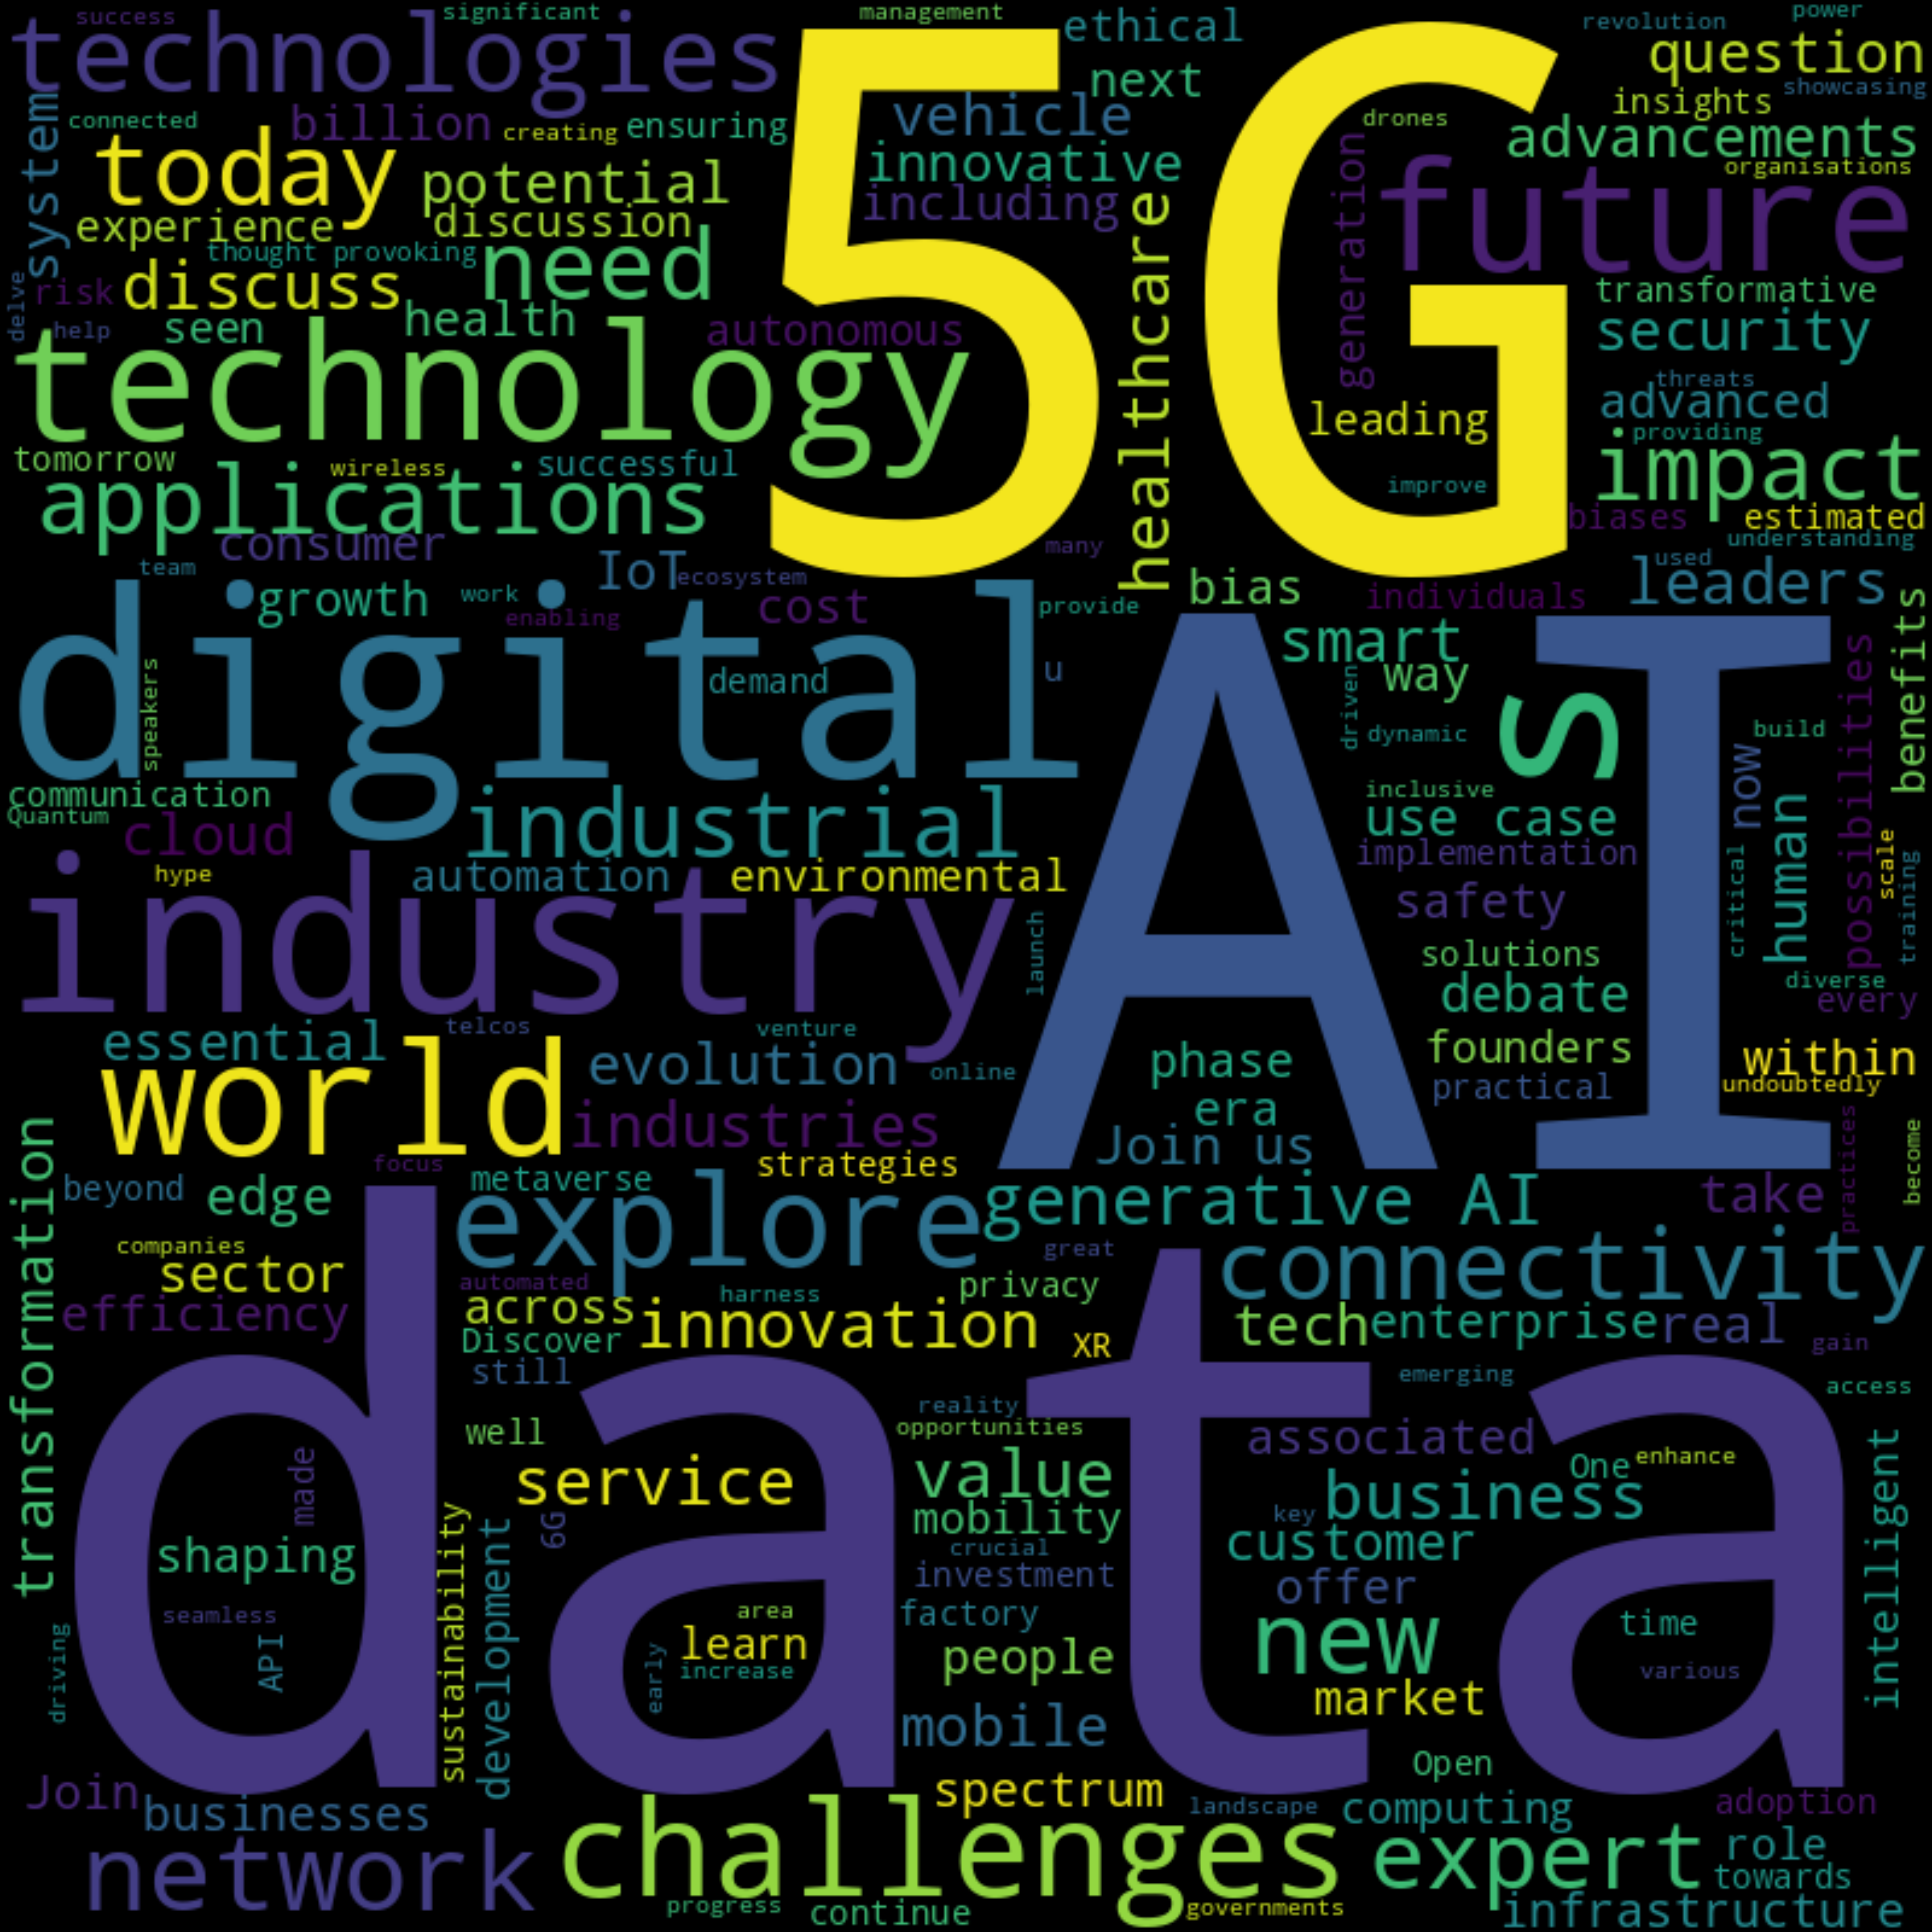 success
significant
management
ethical
revolution
power
technologies
5G
next
question
showcasing
insights
system
connected
billion
creating
ensuring
vehicle
drones
advancements
today
potential
innovative
generation
organisations
future
experience
discussion
including
healthcare
thought provoking
need
delve
risk
discuss
transformative
help
seen
health
autonomous
security
technology
threats
advanced
leading
providing
tomorrow
wireless
successful
impact
applications
improve
biases
estimated
consumer
many
understanding
team
IoT
ecosystem
used
leaders
growth
work
enabling
cost
provide
bias
individuals
benefits
digital
speakers
demand
u
AI
smart
way
driven
dynamic
s
build
possibilities
now
communication
Quantum
cloud
industrial
inclusive
use case
human
implementation
critical
scale
training
hype
automation
environmental
industry
launch
safety
solutions
debate
diverse
every
essential
telcos
venture
world
evolution
online
phase
founders
within
undoubtedly
practical
era
industries
Join us
practices
become
transformation
focus
strategies
beyond
edge
metaverse
explore
generative AI
take
companies
sector
great
connectivity
automated
harness
privacy
efficiency
across
innovation
tech
enterprise
real
gain
Discover
XR
still
data
emerging
access
reality
opportunities
well
associated
made
service
value
One
enhance
business
intelligent
sustainability
development
6G
mobility
key
customer
shaping
crucial
investment
offer
seamless
area
factory
new
time
driving
API
early
learn
increase
people
various
market
mobile
Open
Join
businesses
spectrum
landscape
computing
adoption
network
challenges
expert
role
towards
progress
continue
governments
infrastructure